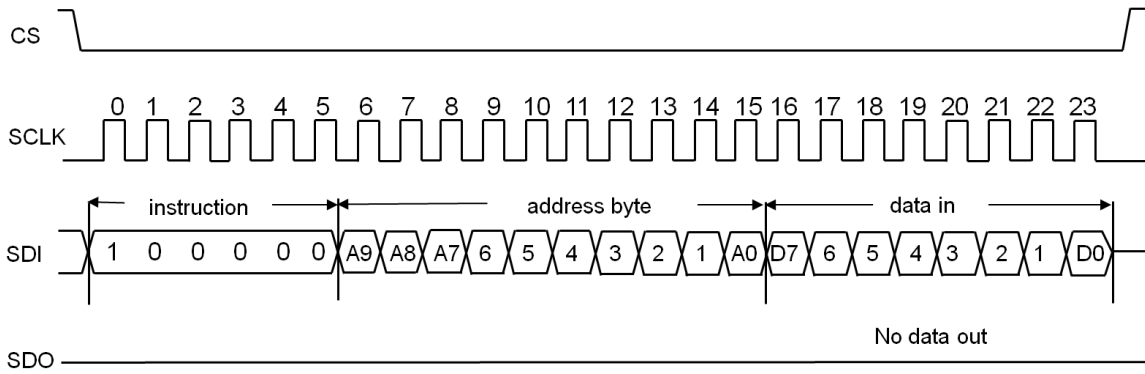 CS
0 1 2 3 4 5 6 7 8 9 10 11 12 13 14 15 16 17 18 19 20 21 22 23
SCLK
instruction address byte data in
SDI 1 0 0 0 0 0 A9 A8 A7 6 5 4 3 2 1 A0 D7 6 5 4 3 2 1 D0
No data out
SDO